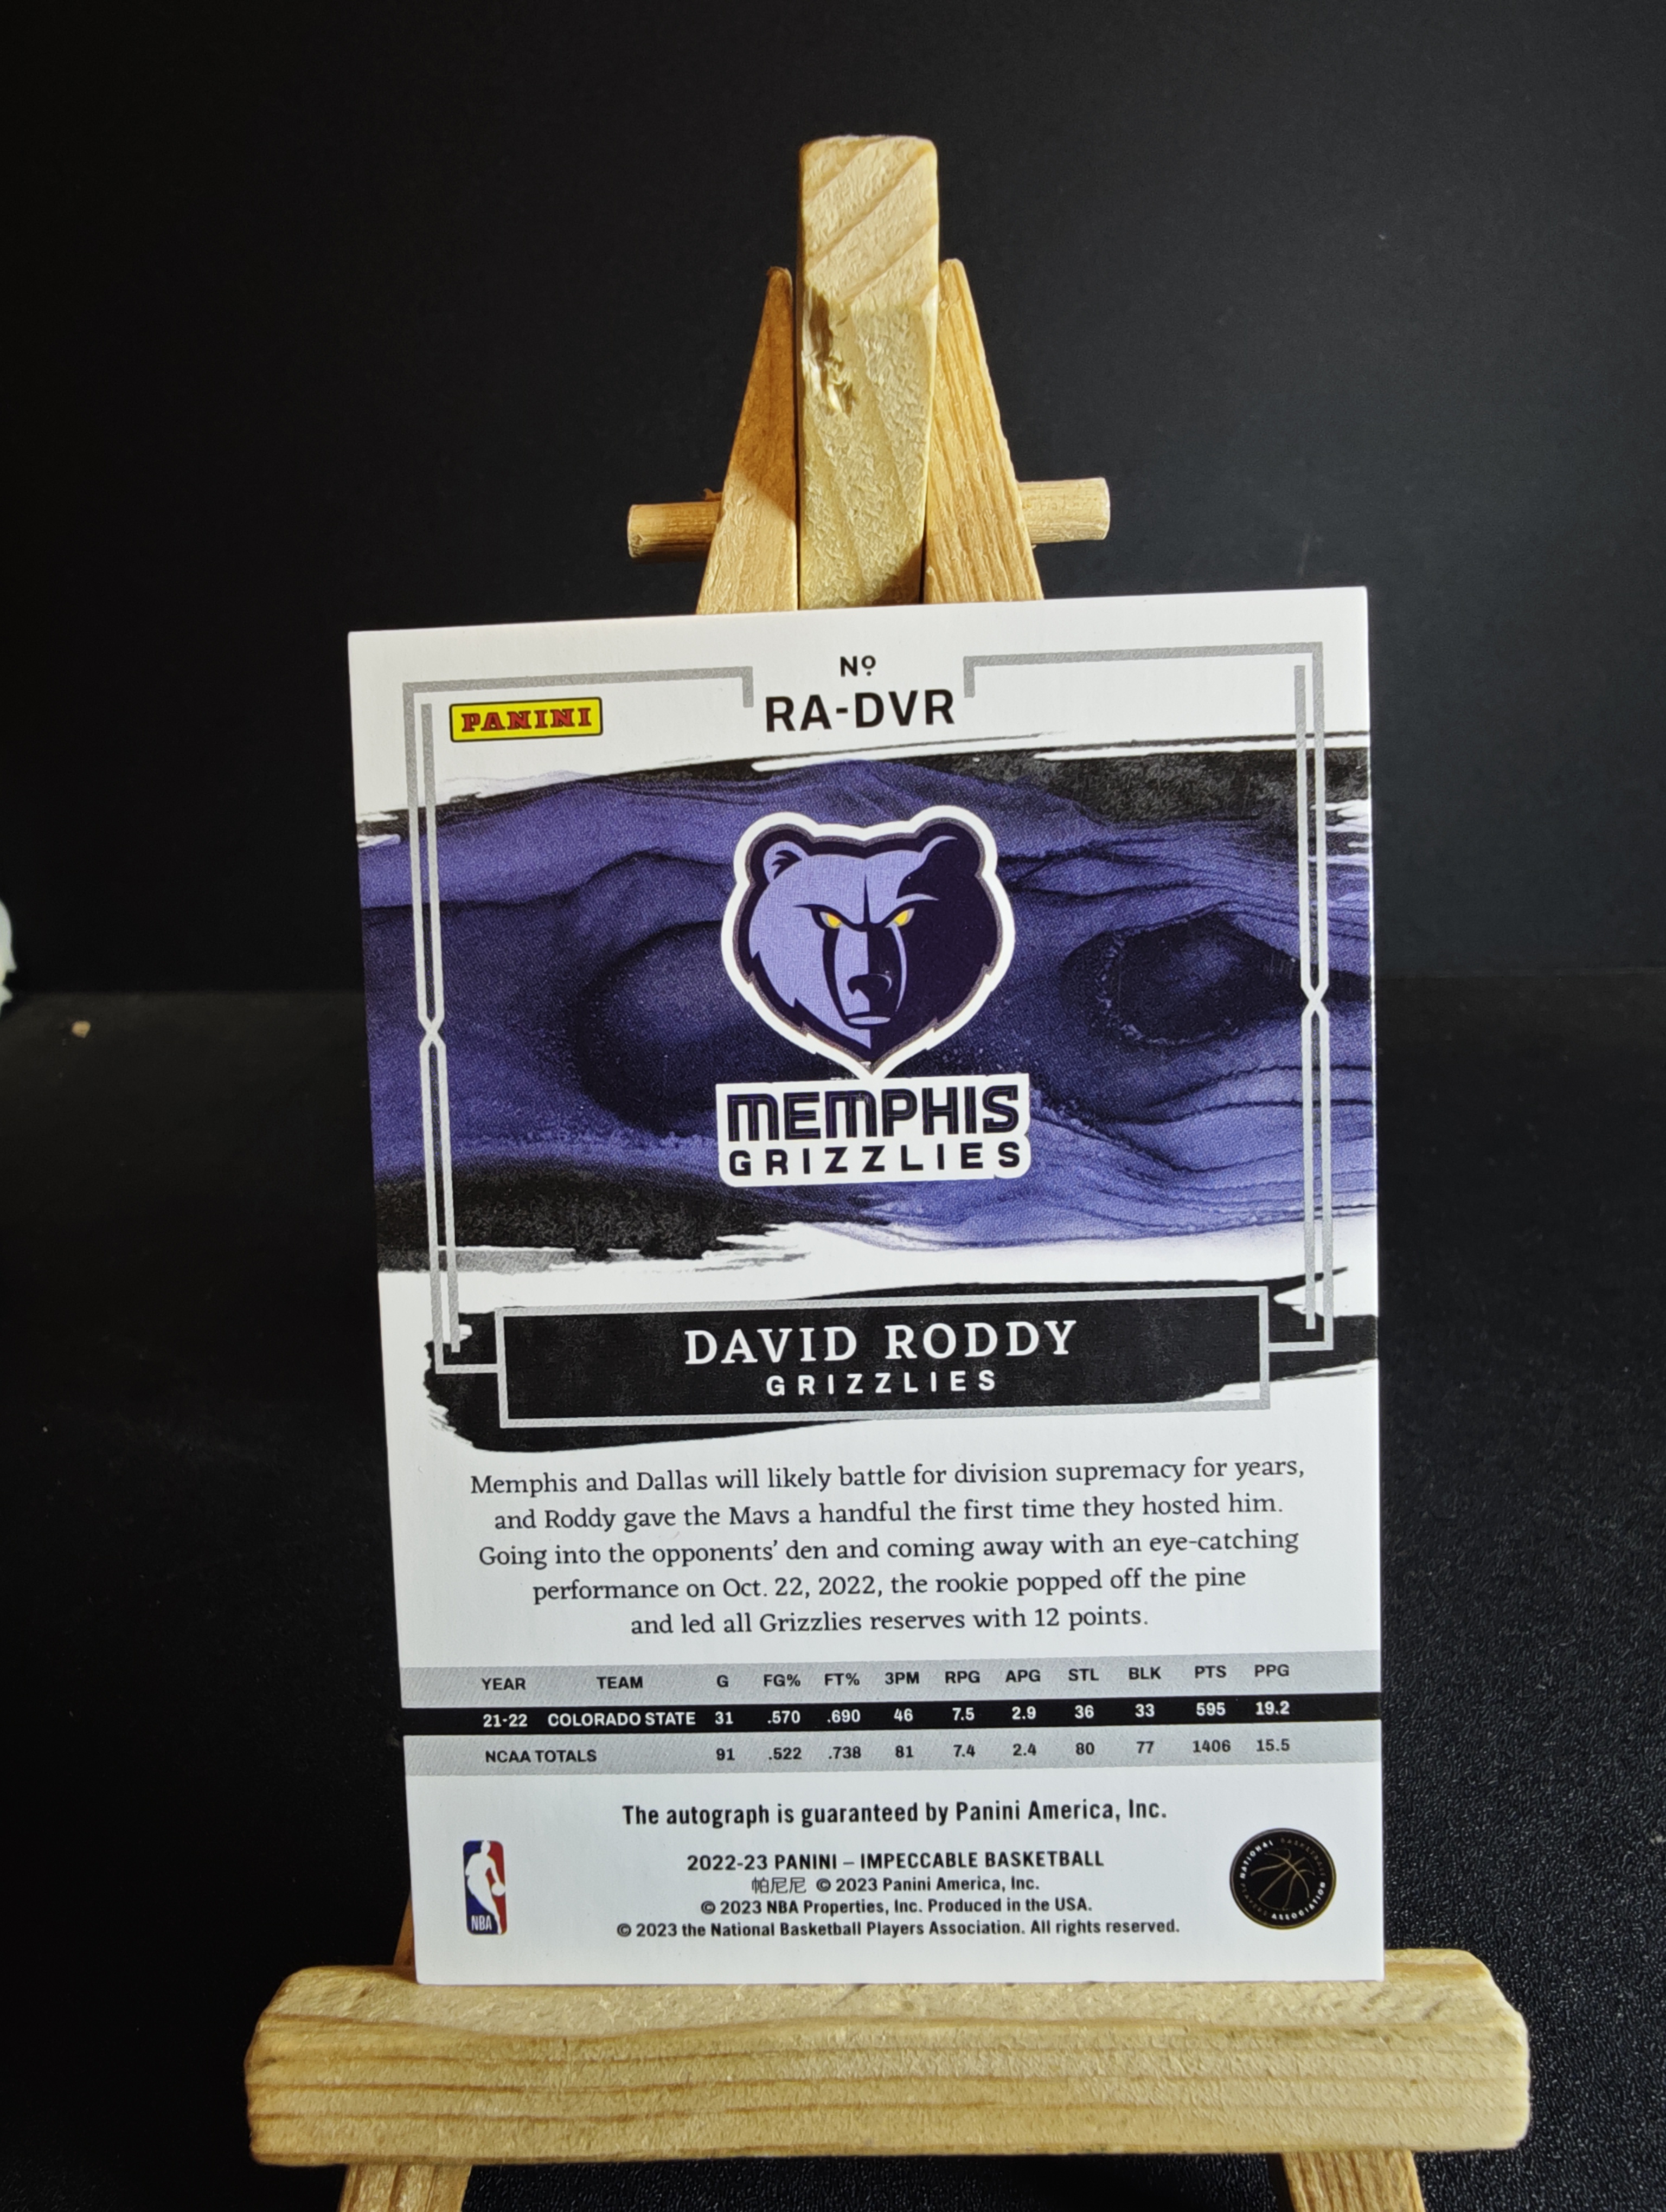 Nº
RA-DVR
PANINI
MEMPHIS
GRIZZLIES
DAVID RODDY
GRIZZLIES
Memphis and Dallas will likely battle for division supremacy for years,
and Roddy gave the Mavs a handful the first time they hosted him.
Going into the opponents' den and coming away with an eye-catching
performance on Oct. 22, 2022, the rookie popped off the pine
and led all Grizzlies reserves with 12 points.
YEAR TEAM G FG% FT% 3PM RPG APG STL BLK PTS PPG
21-22 COLORADO STATE 31 .570 .690 46 7.5 2.9 36 33 595 19.2
NCAA TOTALS 91 .522 .738 81 7.4 2.4 80 77 1406 15.5
The autograph is guaranteed by Panini America, Inc.
2022-23 PANINI – IMPECCABLE BASKETBALL
帕尼尼 © 2023 Panini America, Inc.
© 2023 NBA Properties, Inc. Produced in the USA.
© 2023 the National Basketball Players Association. All rights reserved.
NBA
NATIONAL BASKETBALL PLAYERS ASSOCIATION